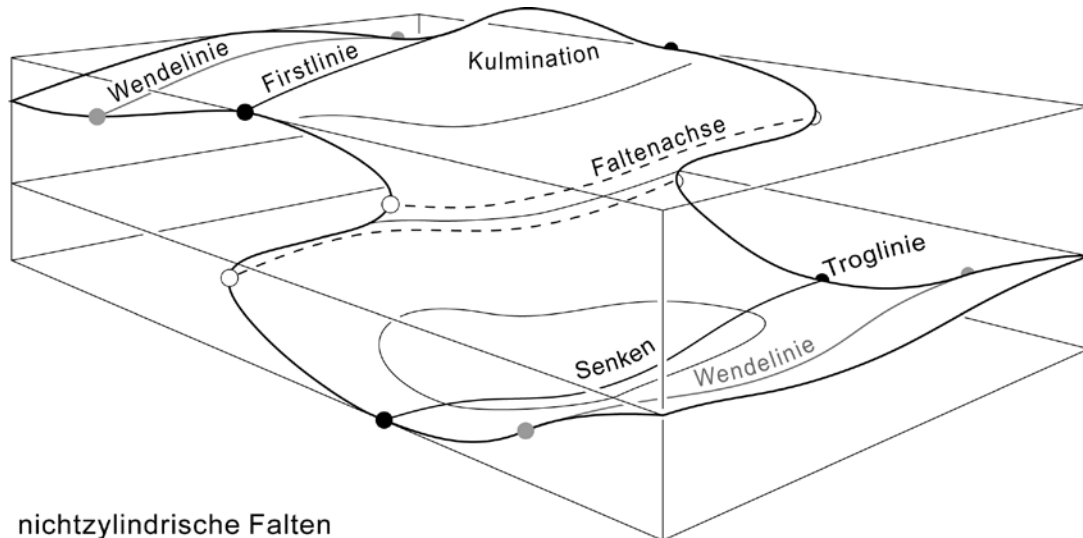 Wendelinie
Firstlinie
Kulmination
Faltenachse
Troglinie
Senken
Wendelinie
nichtzylindrische Falten